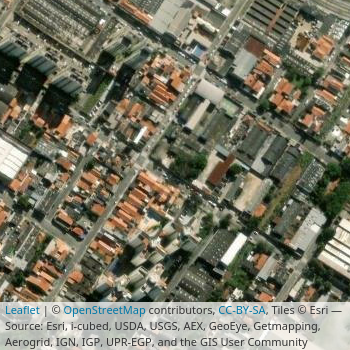 Leaflet | © OpenStreetMap contributors, CC-BY-SA, Tiles © Esri —
Source: Esri, i-cubed, USDA, USGS, AEX, GeoEye, Getmapping,
Aerogrid, IGN, IGP, UPR-EGP, and the GIS User Community